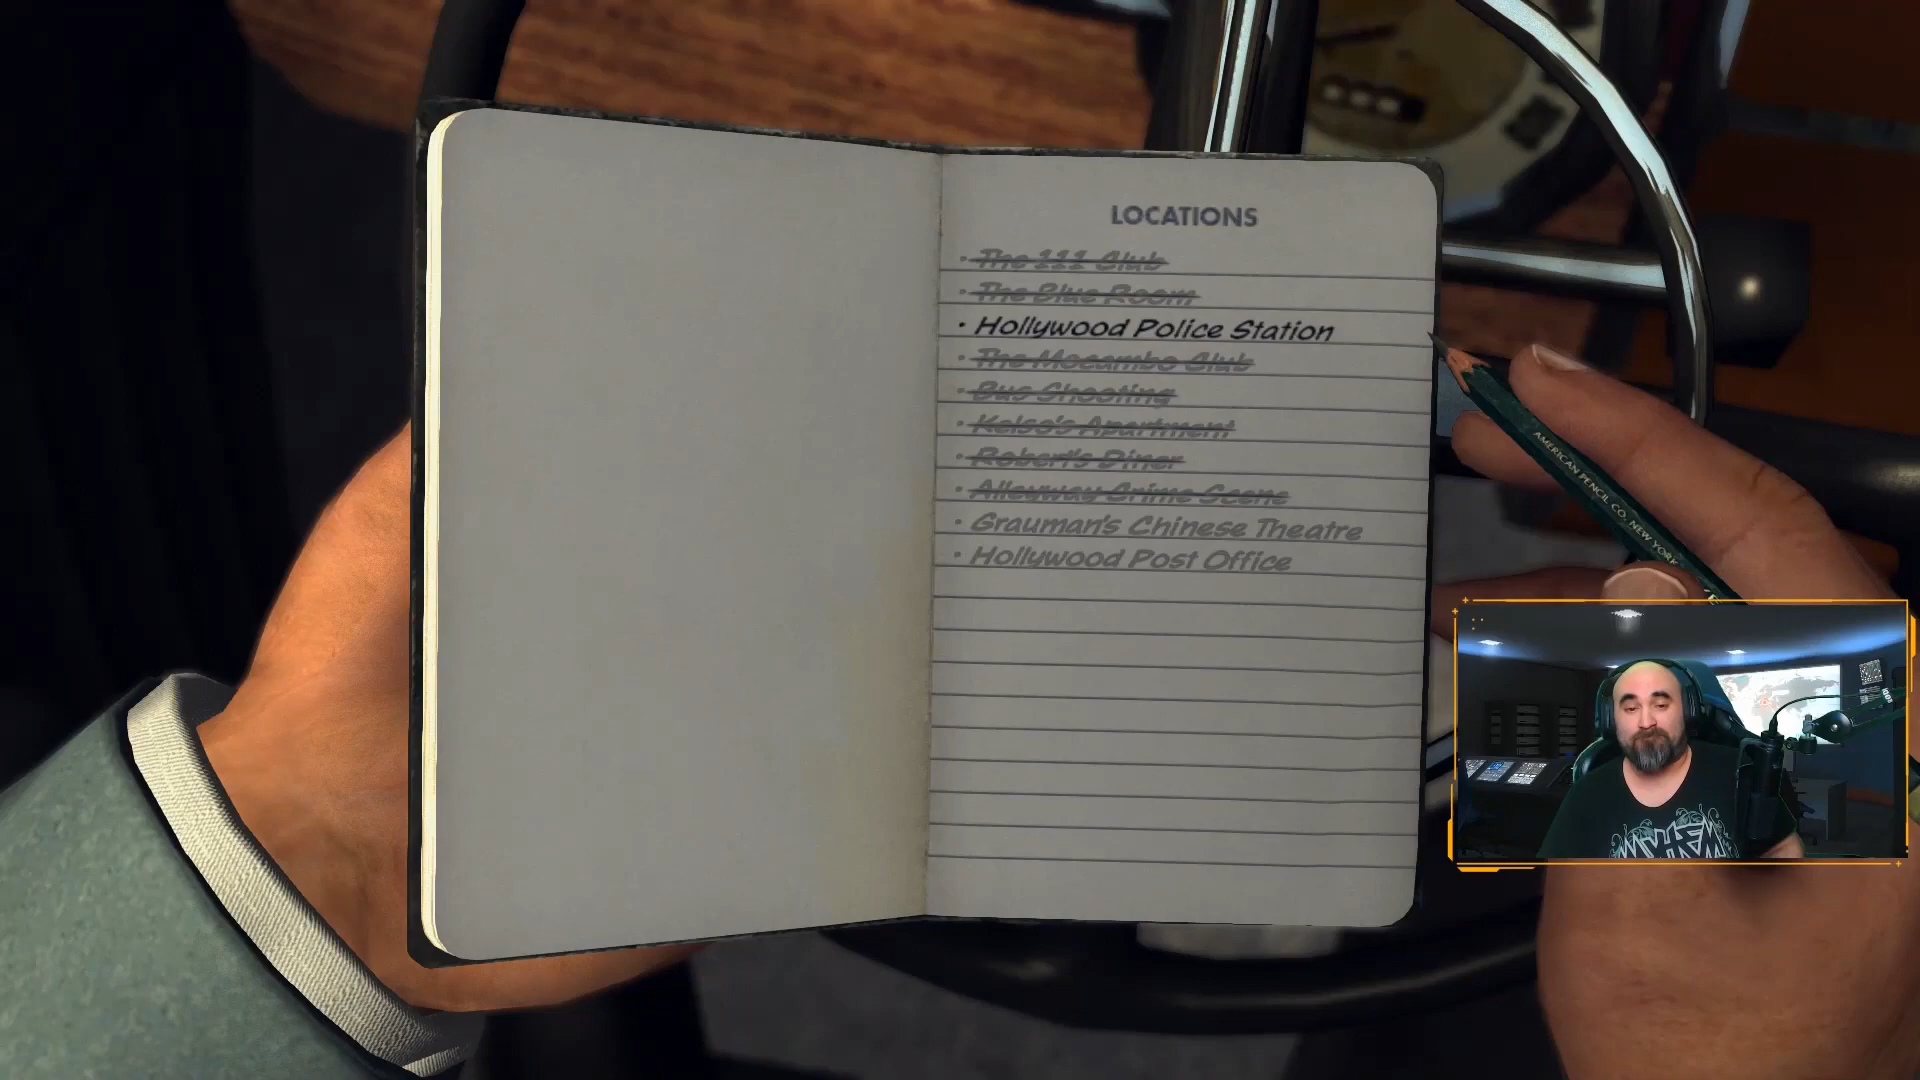 LOCATIONS
• The 111 Club
• The Blue Room
• Hollywood Police Station
• The Mocambo Club
• Bus Shooting
• Kelso's Apartment
• Robert's Diner
• Alleyway Crime Scene
• Grauman's Chinese Theatre
• Hollywood Post Office
AMERICAN PENCIL CO. NEW YORK